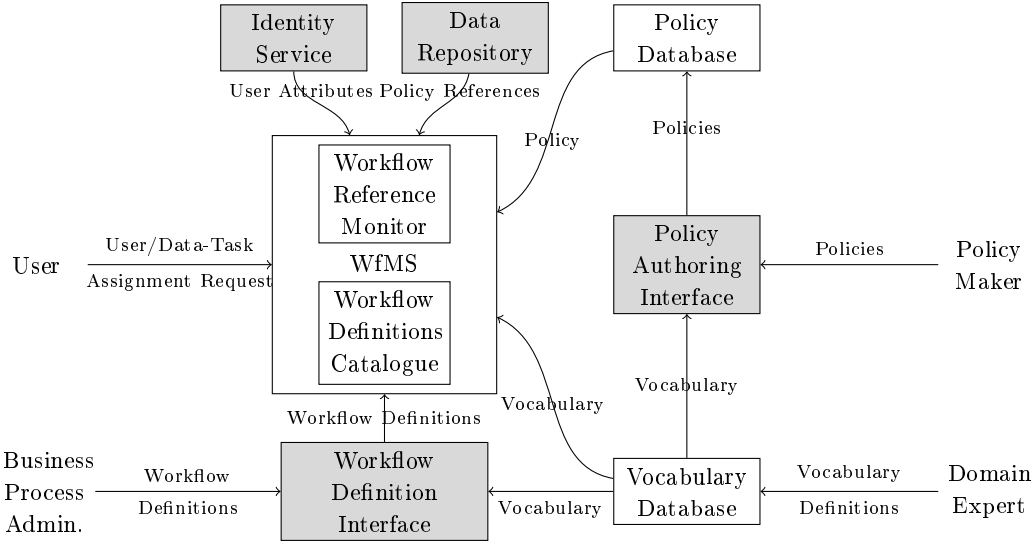 Identity
Service
Data
Repository
Policy
Database
User Attributes
Policy References
Policy
Policies
Workflow
Reference
Monitor
WfMS
Workflow
Definitions
Catalogue
User
User/Data-Task
Assignment Request
Policy
Authoring
Interface
Policies
Policy
Maker
Vocabulary
Vocabulary
Workflow Definitions
Business
Process
Admin.
Workflow
Definitions
Workflow
Definition
Interface
Vocabulary
Vocabulary
Database
Vocabulary
Definitions
Domain
Expert